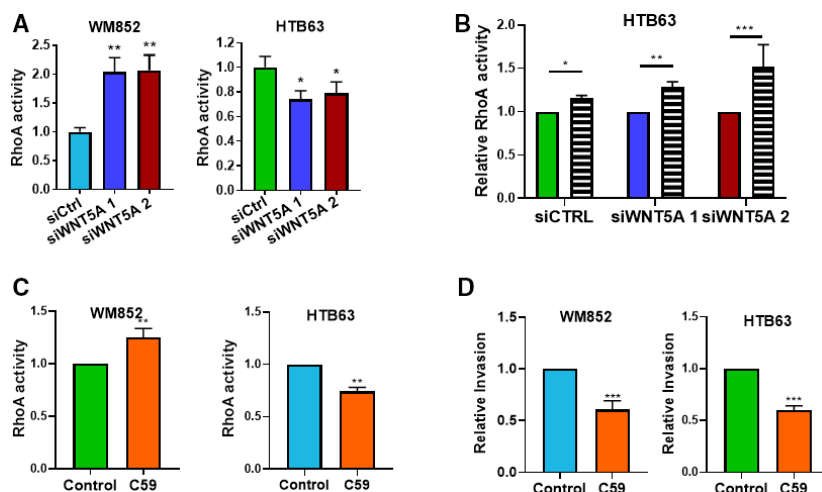 A
WM852
RhoA activity
2.5
2.0
1.5
1.0
0.5
0.0
**
**
siCtrl
siWNT5A 1
siWNT5A 2
HTB63
RhoA activity
1.2
1.0
0.8
0.6
0.4
0.2
0.0
*
*
siCtrl
siWNT5A 1
siWNT5A 2
B
HTB63
Relative RhoA activity
2.0
1.5
1.0
0.5
0.0
*
**
***
siCTRL
siWNT5A 1
siWNT5A 2
C
WM852
RhoA activity
1.5
1.0
0.5
0.0
**
Control
C59
HTB63
RhoA activity
1.5
1.0
0.5
0.0
**
Control
C59
D
WM852
Relative Invasion
1.5
1.0
0.5
0.0
***
Control
C59
HTB63
Relative Invasion
1.5
1.0
0.5
0.0
***
Control
C59